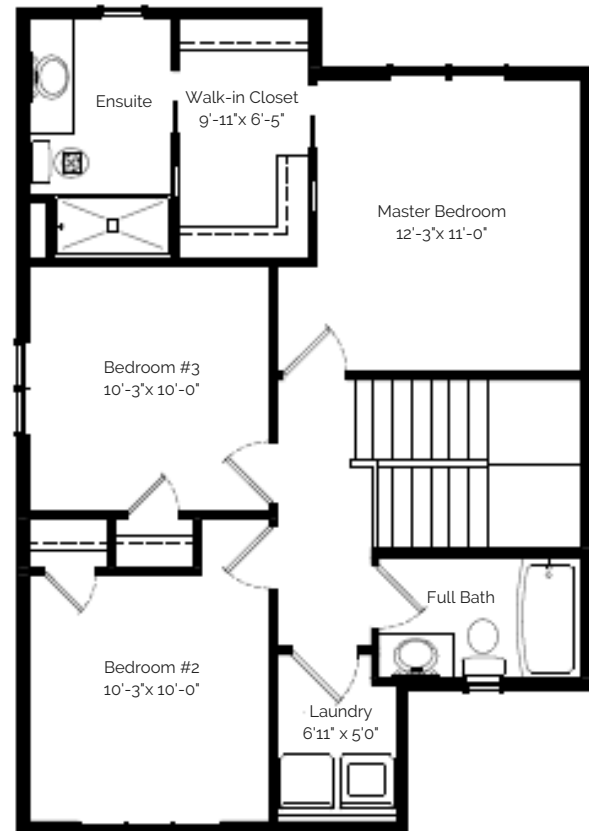 Ensuite
Walk-in Closet
9'-11"x 6'-5"
Master Bedroom
12'-3"x 11'-0"
Bedroom #3
10'-3"x 10'-0"
Full Bath
Bedroom #2
10'-3"x 10'-0"
Laundry
6'11" x 5'0"